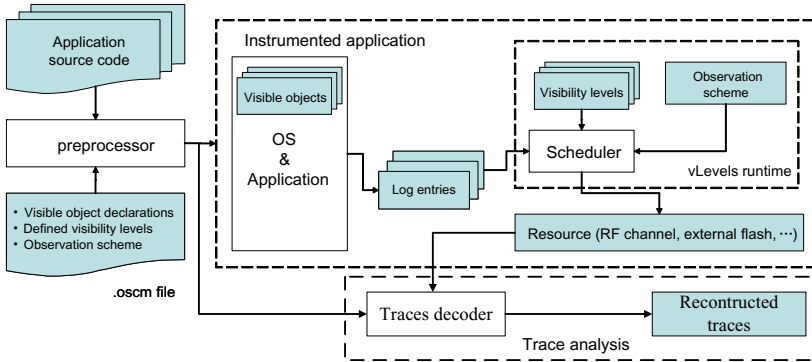 Application
source code
preprocessor
• Visible object declarations
• Defined visibility levels
• Observation scheme
.oscm file
Instrumented application
Visible objects
OS
&
Application
Log entries
Visibility levels
Observation
scheme
Scheduler
vLevels runtime
Resource (RF channel, external flash, ⋯)
Traces decoder
Recontructed
traces
Trace analysis